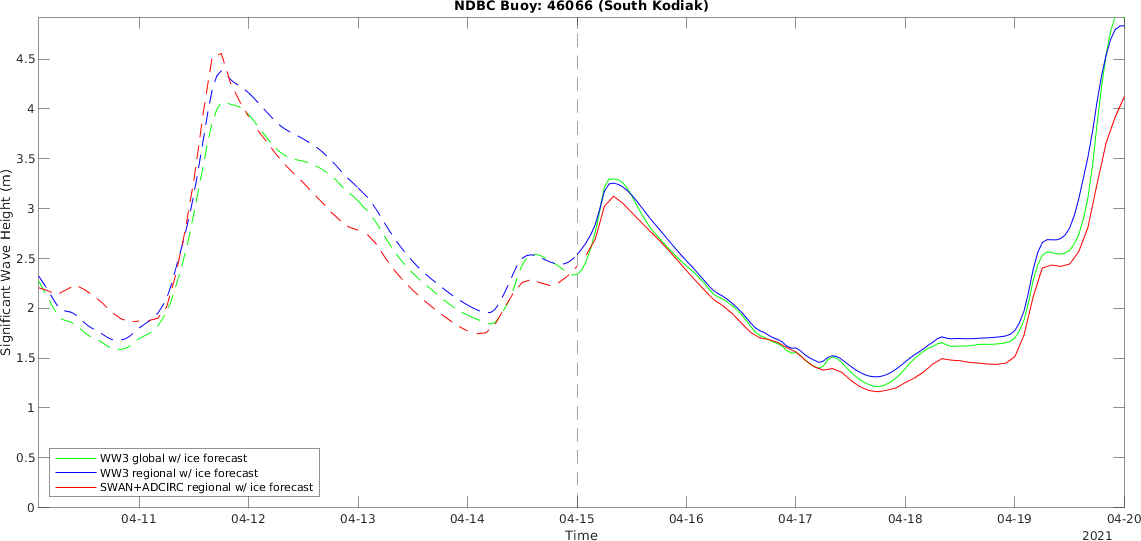 NDBC Buoy: 46066 (South Kodiak)
Significant Wave Height (m)
4.5
4
3.5
3
2.5
2
1.5
1
0.5
0
WW3 global w/ ice forecast
WW3 regional w/ ice forecast
SWAN+ADCIRC regional w/ ice forecast
04-11 04-12 04-13 04-14 04-15 04-16 04-17 04-18 04-19 04-20
Time
2021